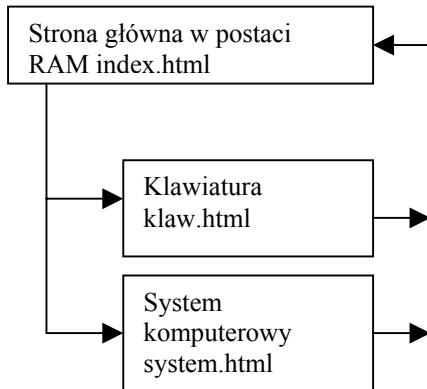 Strona główna w postaci
RAM index.html
Klawiatura
klaw.html
System
komputerowy
system.html